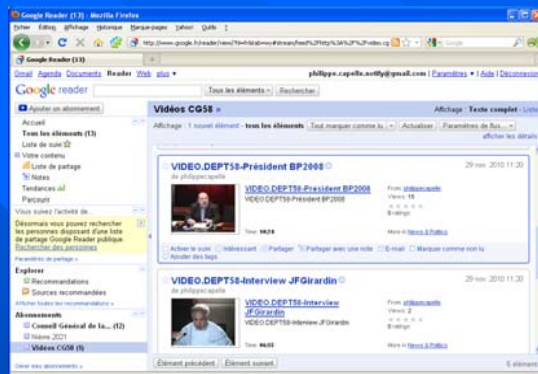 Google Reader (13) - Mozilla Firefox
Fichier Édition Affichage Historique Marque-pages Yahoo! Outils ?
Google Reader (13)
Gmail Agenda Documents Reader Web plus ▾
philippe.capelle.notify@gmail.com | Paramètres ▾ | Aide | Déconnexion
Google reader
Tous les éléments Rechercher
Ajouter un abonnement
Vidéos CG58 »
Affichage : Texte complet - Liste
Accueil
Tous les éléments (13)
Liste de suivi
Affichage : 1 nouvel élément - tous les éléments Tout marquer comme lu Actualiser Paramètres de flux...
afficher les détails
Votre contenu
Liste de partage
Notes
Tendances
Parcourir
Vous suivez l'activité de...
Désormais vous pouvez rechercher
les personnes disposant d'une liste
de partage Google Reader publique.
Rechercher des personnes
Paramètres de partage »
Explorer
Recommandations
Sources recommandées
Afficher toutes les recommandations »
Abonnements
Conseil Général de la... (12)
Nièvre 2021
Vidéos CG58 (1)
Gérer mes abonnements »
VIDEO.DEPT58-Président BP2008
29 nov. 2010 11:20
de philippecapelle
VIDEO.DEPT58-Président BP2008
VIDEO DEPT58-Président BP2008
From: philippecapelle
Views: 15
0 ratings
Time: 10:24
More in News & Politics
Activer le suivi Intéressant Partager Partager avec une note E-mail Marquer comme non lu
Ajouter des tags
VIDEO.DEPT58-Interview JFGirardin
29 nov. 2010 11:20
de philippecapelle
VIDEO.DEPT58-Interview
JFGirardin
VIDEO DEPT58-Interview JFGirardin
From: philippecapelle
Views: 2
0 ratings
Time: 06:55
More in News & Politics
Élément précédent Élément suivant
5 éléments